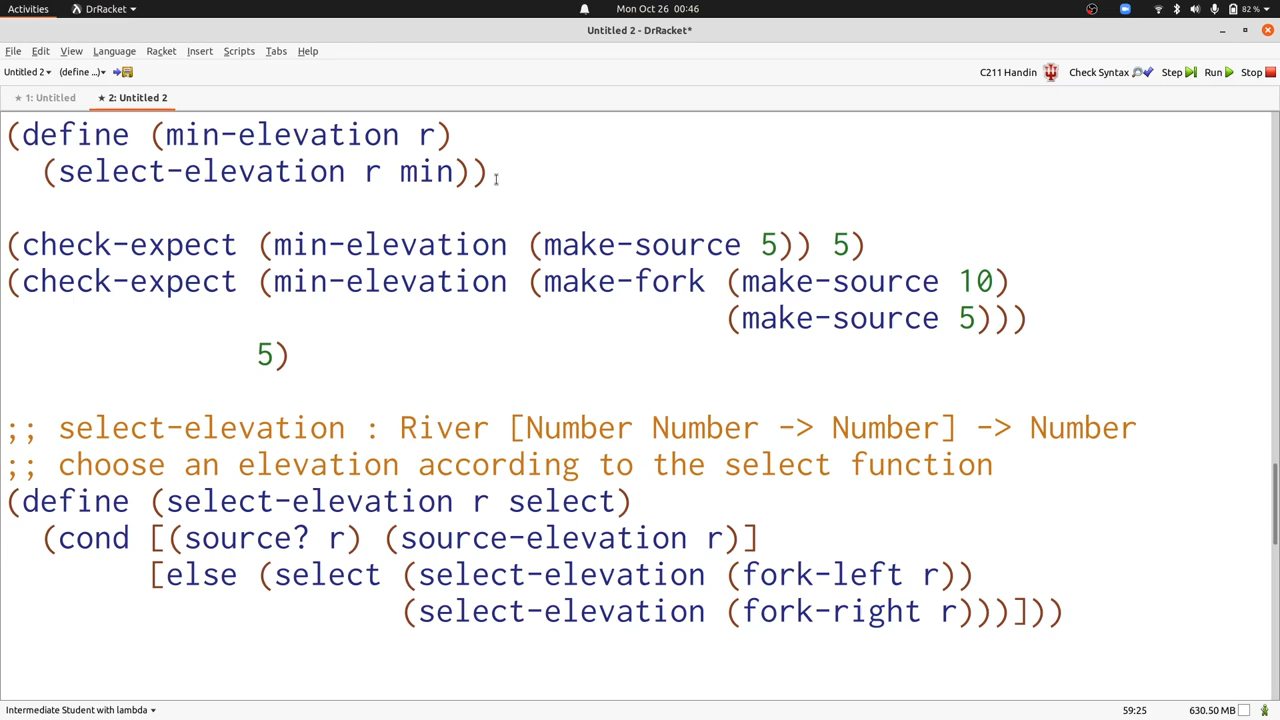 Activities DrRacket Mon Oct 26 00:46 82 %
Untitled 2 - DrRacket*
File Edit View Language Racket Insert Scripts Tabs Help
Untitled 2 (define ...) C211 Handin Check Syntax Step Run Stop
★ 1: Untitled ★ 2: Untitled 2
(define (min-elevation r)
  (select-elevation r min))
(check-expect (min-elevation (make-source 5)) 5)
(check-expect (min-elevation (make-fork (make-source 10)
                                        (make-source 5)))
              5)
;; select-elevation : River [Number Number -> Number] -> Number
;; choose an elevation according to the select function
(define (select-elevation r select)
  (cond [(source? r) (source-elevation r)]
        [else (select (select-elevation (fork-left r))
                      (select-elevation (fork-right r)))]))
Intermediate Student with lambda 59:25 630.50 MB